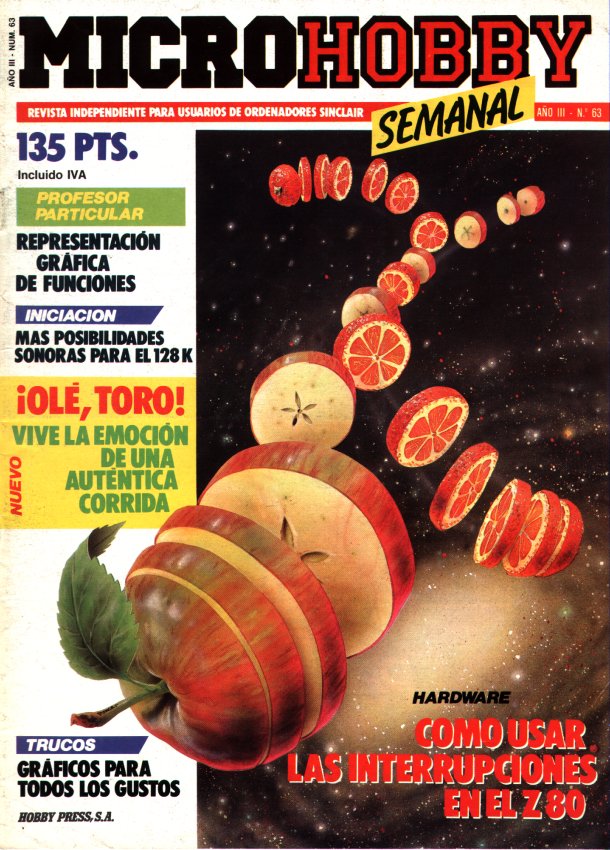 AÑO III - NUM. 63
MICROHOBBY
REVISTA INDEPENDIENTE PARA USUARIOS DE ORDENADORES SINCLAIR
SEMANAL
AÑO III - N.° 63
135 PTS.
Incluido IVA
PROFESOR
PARTICULAR
REPRESENTACIÓN
GRÁFICA
DE FUNCIONES
INICIACION
MAS POSIBILIDADES
SONORAS PARA EL 128 K
¡OLÉ, TORO!
VIVE LA EMOCIÓN
DE UNA
AUTÉNTICA
CORRIDA
NUEVO
HARDWARE
COMO USAR
LAS INTERRUPCIONES
EN EL Z 80
TRUCOS
GRÁFICOS PARA
TODOS LOS GUSTOS
HOBBY PRESS, S.A.